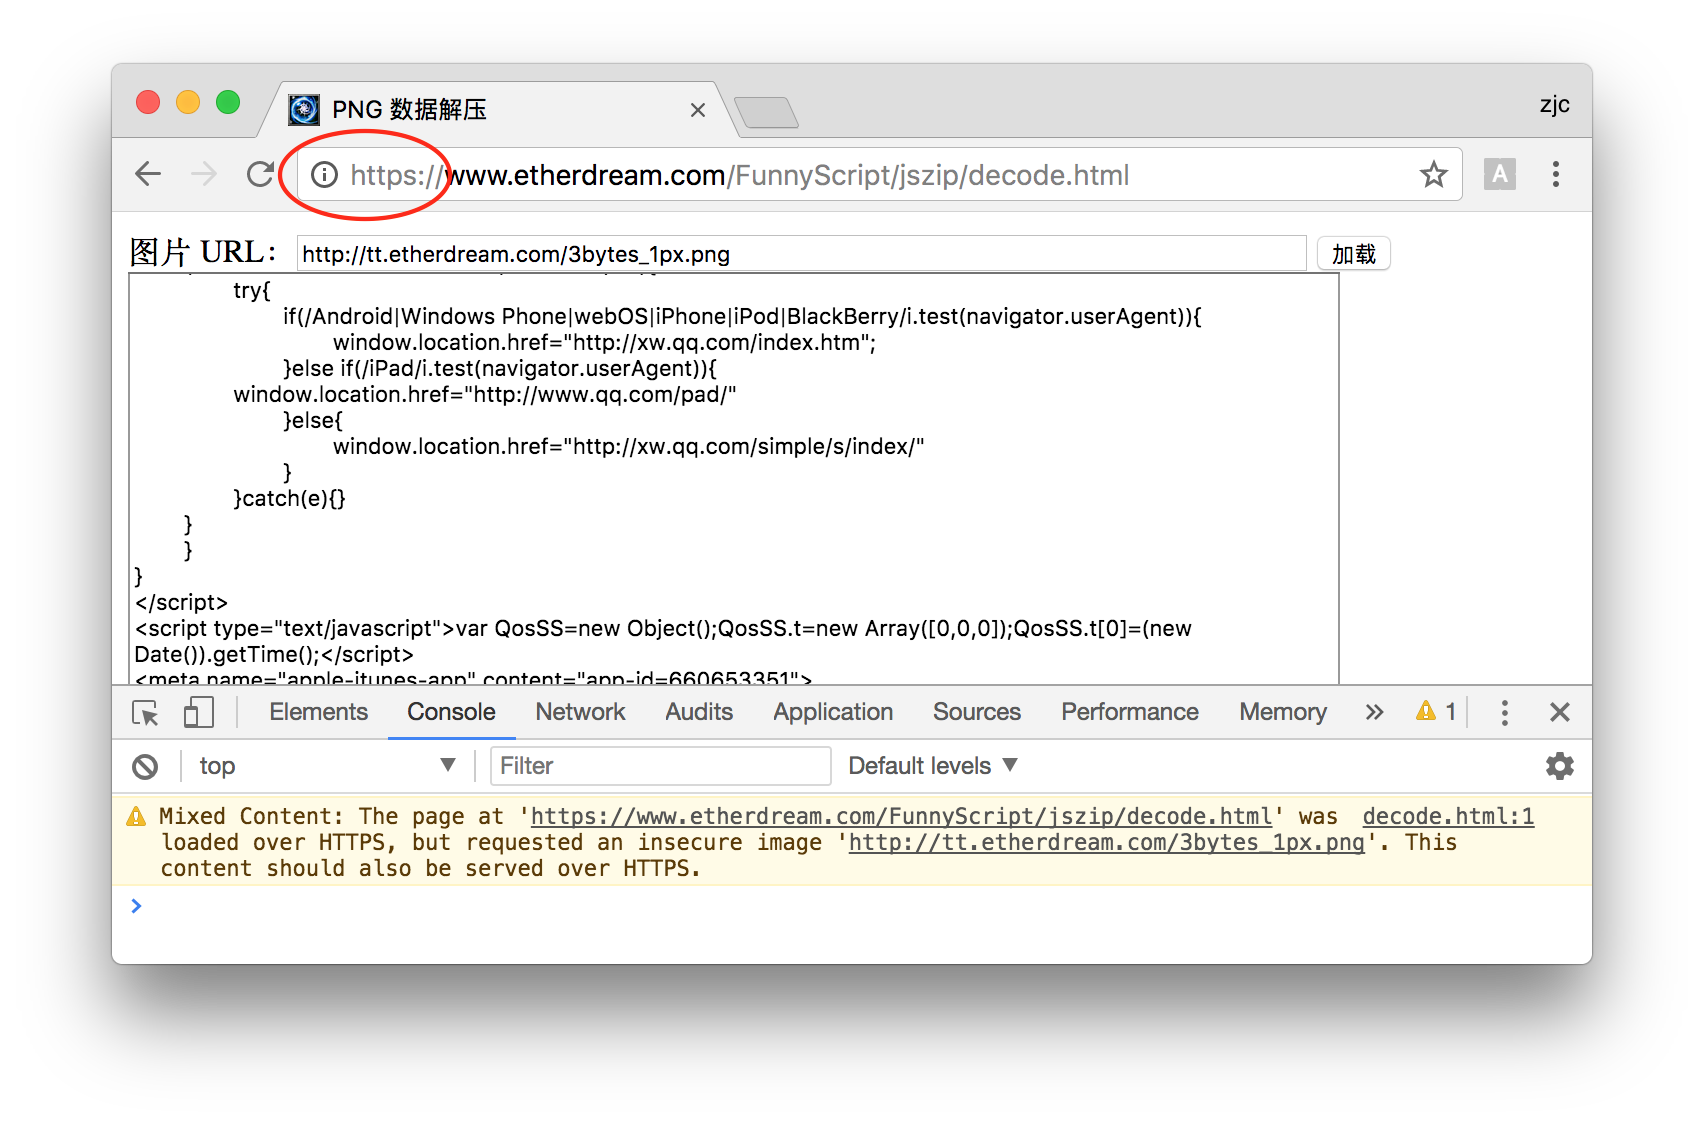 PNG 数据解压
zjc
https://www.etherdream.com/FunnyScript/jszip/decode.html
A
图片 URL： http://tt.etherdream.com/3bytes_1px.png 加载
try{
if(/Android|Windows Phone|webOS|iPhone|iPod|BlackBerry/i.test(navigator.userAgent)){
window.location.href="http://xw.qq.com/index.htm";
}else if(/iPad/i.test(navigator.userAgent)){
window.location.href="http://www.qq.com/pad/"
}else{
window.location.href="http://xw.qq.com/simple/s/index/"
}
}catch(e){}
}
}
}
</script>
<script type="text/javascript">var QosSS=new Object();QosSS.t=new Array([0,0,0]);QosSS.t[0]=(new
Date()).getTime();</script>
<meta name="apple-itunes-app" content="app-id=660653351">
Elements Console Network Audits Application Sources Performance Memory 1
top Filter Default levels
Mixed Content: The page at 'https://www.etherdream.com/FunnyScript/jszip/decode.html' was decode.html:1
loaded over HTTPS, but requested an insecure image 'http://tt.etherdream.com/3bytes_1px.png'. This
content should also be served over HTTPS.